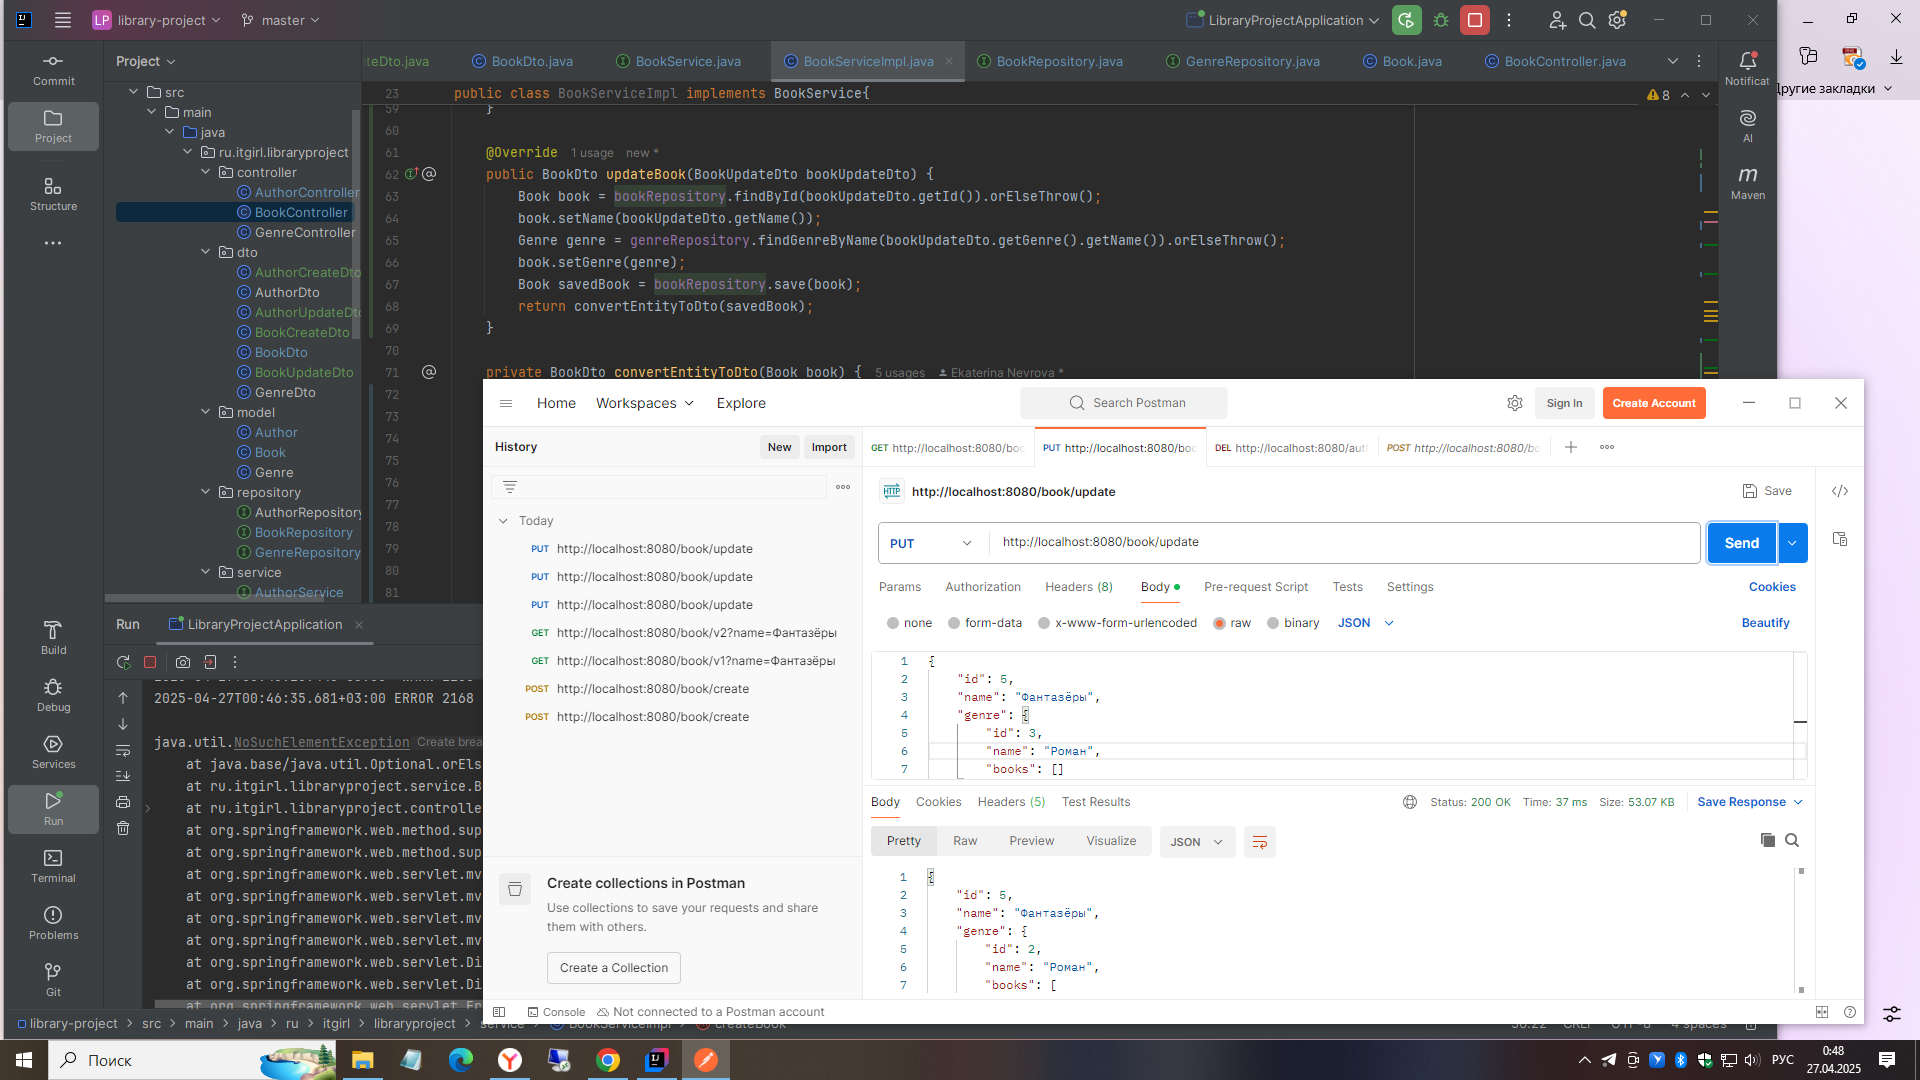 LP library-project master LibraryProjectApplication
Commit
Project
Structure
Build
Debug
Services
Run
Terminal
Problems
Git
Project
src
main
java
ru.itgirl.libraryproject
controller
AuthorController
BookController
GenreController
dto
AuthorCreateDto
AuthorDto
AuthorUpdateDto
BookCreateDto
BookDto
BookUpdateDto
GenreDto
model
Author
Book
Genre
repository
AuthorRepository
BookRepository
GenreRepository
service
AuthorService
teDto.java BookDto.java BookService.java BookServiceImpl.java BookRepository.java GenreRepository.java Book.java BookController.java
Notificat
AI
Maven
Другие закладки
8
23 public class BookServiceImpl implements BookService{
59 }
60
61 @Override 1 usage new *
62 public BookDto updateBook(BookUpdateDto bookUpdateDto) {
63 Book book = bookRepository.findById(bookUpdateDto.getId()).orElseThrow();
64 book.setName(bookUpdateDto.getName());
65 Genre genre = genreRepository.findGenreByName(bookUpdateDto.getGenre().getName()).orElseThrow();
66 book.setGenre(genre);
67 Book savedBook = bookRepository.save(book);
68 return convertEntityToDto(savedBook);
69 }
70
71 private BookDto convertEntityToDto(Book book) { 5 usages Ekaterina Nevrova *
72
73
74
75
76
77
78
79
80
81
Run LibraryProjectApplication
2025-04-27T00:46:35.681+03:00 ERROR 2168
java.util.NoSuchElementException Create brea
at java.base/java.util.Optional.orEls
at ru.itgirl.libraryproject.service.B
at ru.itgirl.libraryproject.controlle
at org.springframework.web.method.sup
at org.springframework.web.method.sup
at org.springframework.web.servlet.mv
at org.springframework.web.servlet.mv
at org.springframework.web.servlet.mv
at org.springframework.web.servlet.mv
at org.springframework.web.servlet.Di
at org.springframework.web.servlet.Di
at org.springframework.web.servlet.Fr
library-project > src > main > java > ru > itgirl > libraryproject > service > BookServiceImpl > createBook
56:22 CRLF UTF-8 4 spaces
Home Workspaces Explore Search Postman Sign In Create Account
History New Import
Today
PUT http://localhost:8080/book/update
PUT http://localhost:8080/book/update
PUT http://localhost:8080/book/update
GET http://localhost:8080/book/v2?name=Фантазёры
GET http://localhost:8080/book/v1?name=Фантазёры
POST http://localhost:8080/book/create
POST http://localhost:8080/book/create
Create collections in Postman
Use collections to save your requests and share
them with others.
Create a Collection
GET http://localhost:8080/boo PUT http://localhost:8080/boo DEL http://localhost:8080/aut POST http://localhost:8080/bo
HTTP http://localhost:8080/book/update Save
PUT http://localhost:8080/book/update Send
Params Authorization Headers (8) Body Pre-request Script Tests Settings Cookies
none form-data x-www-form-urlencoded raw binary JSON Beautify
1 {
2 "id": 5,
3 "name": "Фантазёры",
4 "genre": {
5 "id": 3,
6 "name": "Роман",
7 "books": []
Body Cookies Headers (5) Test Results Status: 200 OK Time: 37 ms Size: 53.07 KB Save Response
Pretty Raw Preview Visualize JSON
1 {
2 "id": 5,
3 "name": "Фантазёры",
4 "genre": {
5 "id": 2,
6 "name": "Роман",
7 "books": [
Console Not connected to a Postman account
Поиск
РУС
0:48
27.04.2025